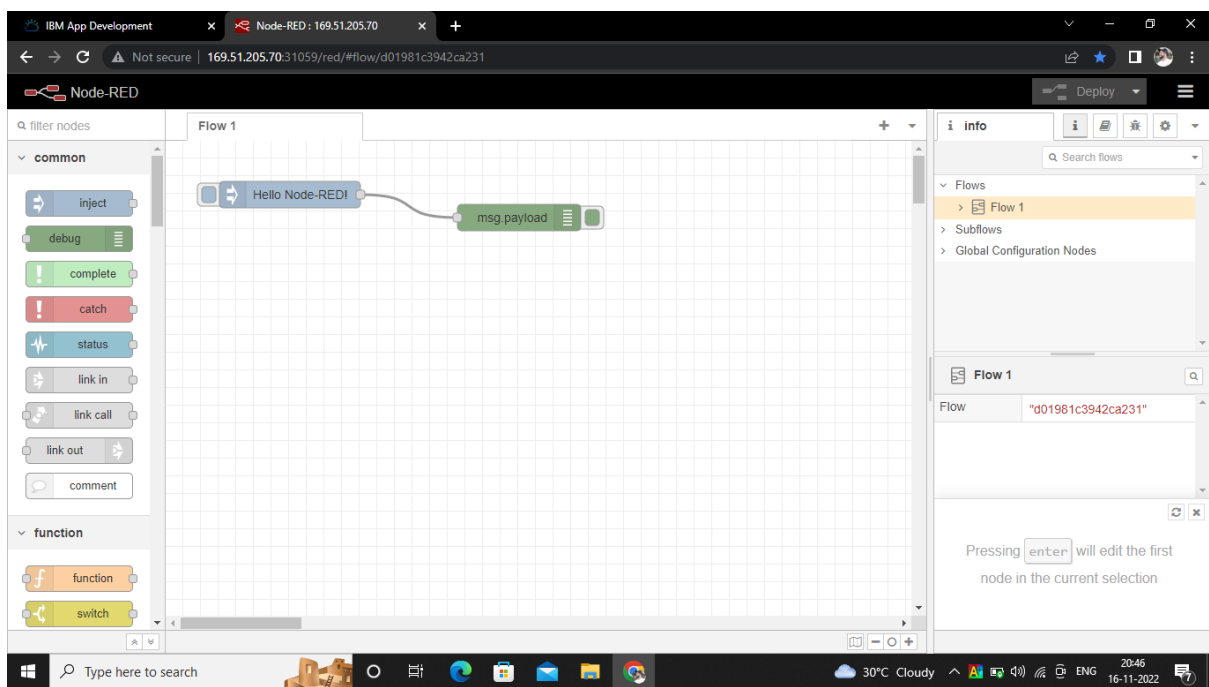 IBM App Development
Node-RED : 169.51.205.70
Not secure | 169.51.205.70:31059/red/#flow/d01981c3942ca231
Node-RED
Deploy
filter nodes
Flow 1
i info
i
common
Search flows
inject
debug
complete
catch
status
link in
link call
link out
comment
function
function
switch
Hello Node-RED!
msg.payload
Flows
Flow 1
Subflows
Global Configuration Nodes
Flow 1
Flow "d01981c3942ca231"
Pressing enter will edit the first
node in the current selection
Type here to search
30°C Cloudy
ENG
20:46
16-11-2022
7